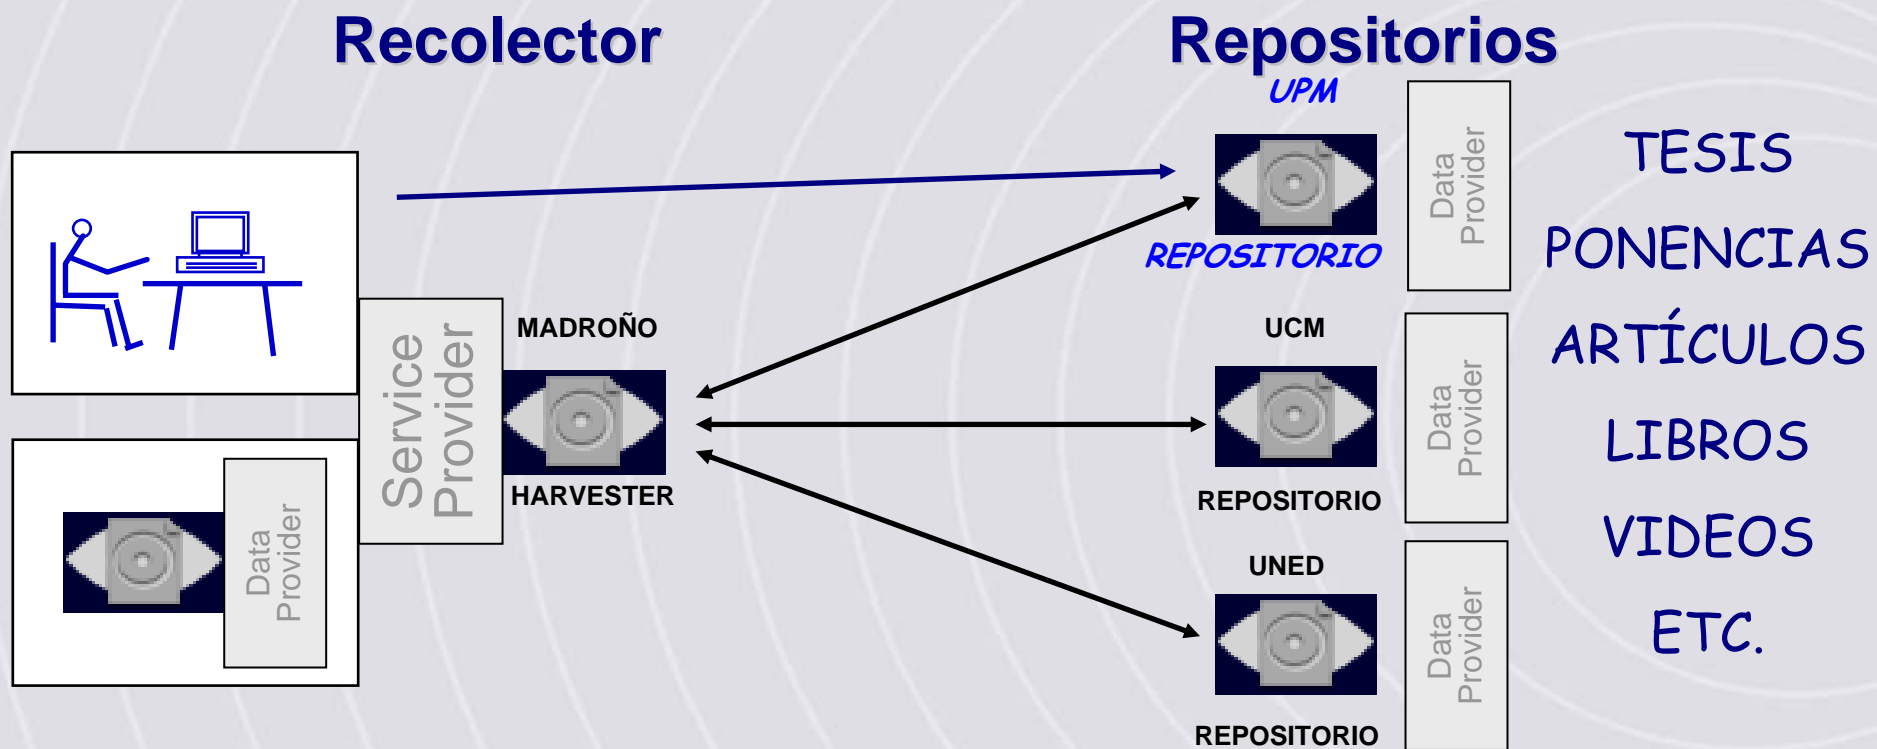 Recolector
Repositorios
UPM
Data
Provider
REPOSITORIO
MADROÑO
Service
Provider
HARVESTER
Data
Provider
UCM
Data
Provider
REPOSITORIO
UNED
Data
Provider
REPOSITORIO
TESIS
PONENCIAS
ARTÍCULOS
LIBROS
VIDEOS
ETC.